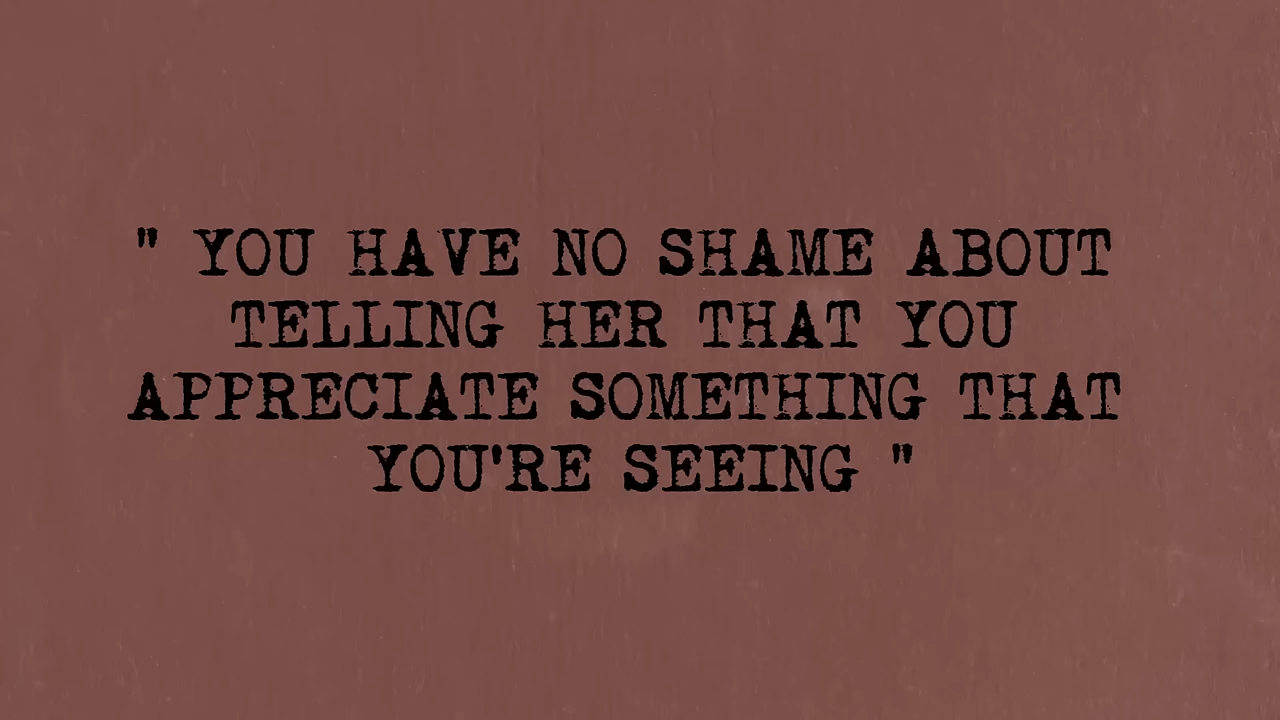 " YOU HAVE NO SHAME ABOUT
TELLING HER THAT YOU
APPRECIATE SOMETHING THAT
YOU'RE SEEING "